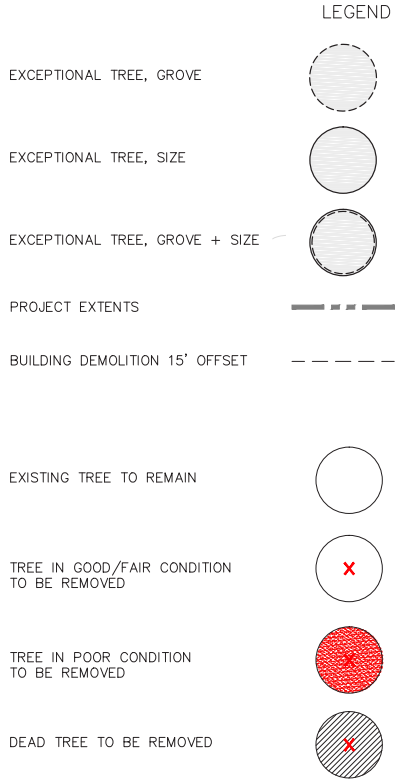 LEGEND
EXCEPTIONAL TREE, GROVE
EXCEPTIONAL TREE, SIZE
EXCEPTIONAL TREE, GROVE + SIZE
PROJECT EXTENTS
BUILDING DEMOLITION 15' OFFSET
EXISTING TREE TO REMAIN
TREE IN GOOD/FAIR CONDITION
TO BE REMOVED
X
TREE IN POOR CONDITION
TO BE REMOVED
X
DEAD TREE TO BE REMOVED
X